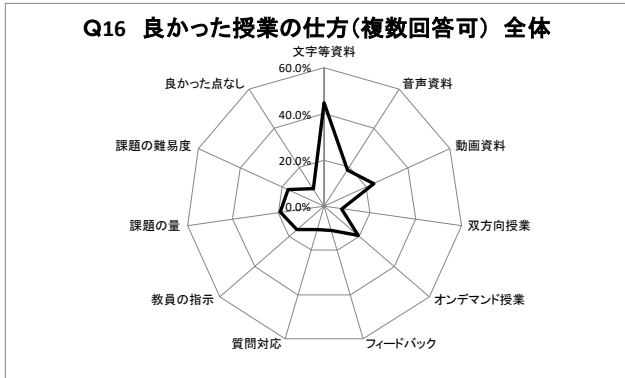 Q16 良かった授業の仕方(複数回答可) 全体
文字等資料
60.0%
良かった点なし
音声資料
40.0%
課題の難易度
動画資料
20.0%
0.0%
課題の量
双方向授業
教員の指示
オンデマンド授業
質問対応
フィードバック